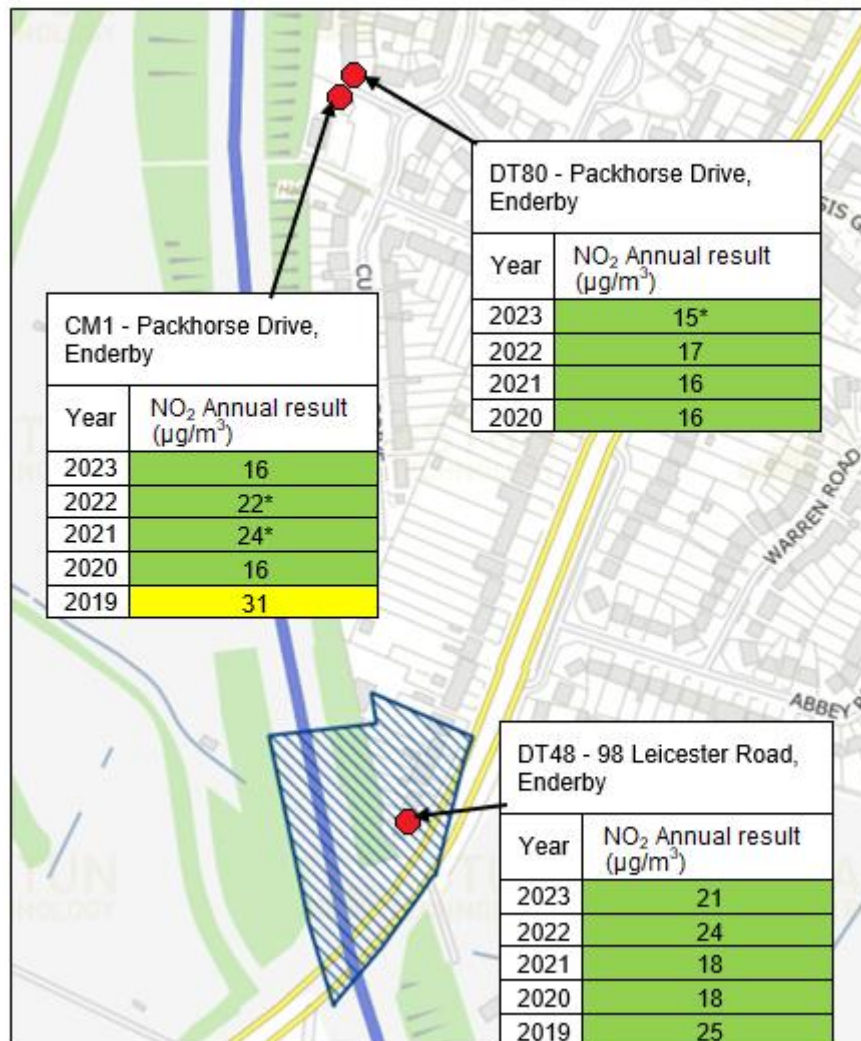 DT80 - Packhorse Drive,
Enderby
Year NO₂ Annual result
(µg/m³)
2023 15*
2022 17
2021 16
2020 16
CM1 - Packhorse Drive,
Enderby
Year NO₂ Annual result
(µg/m³)
2023 16
2022 22*
2021 24*
2020 16
2019 31
WARREN ROAD
ABBEY
DT48 - 98 Leicester Road,
Enderby
Year NO₂ Annual result
(µg/m³)
2023 21
2022 24
2021 18
2020 18
2019 25